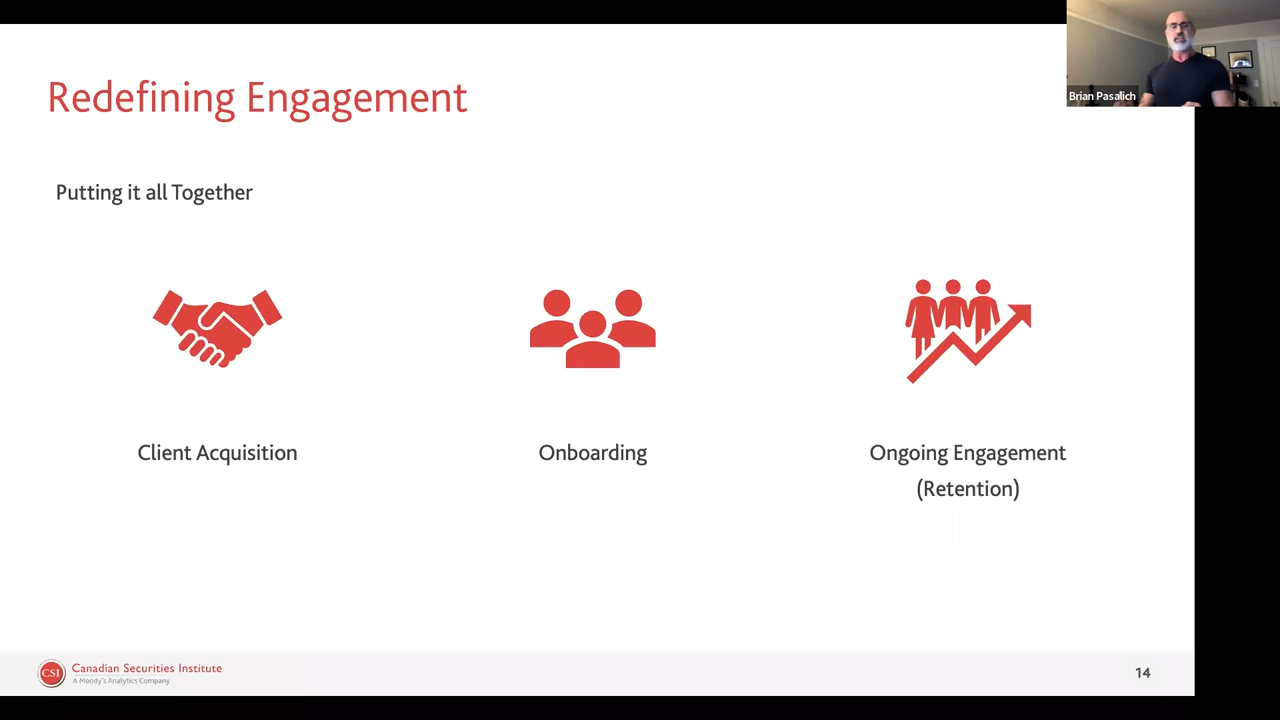 Redefining Engagement
Brian Pasalich
Putting it all Together
Client Acquisition
Onboarding
Ongoing Engagement
(Retention)
CSI
Canadian Securities Institute
A Moody's Analytics Company
14